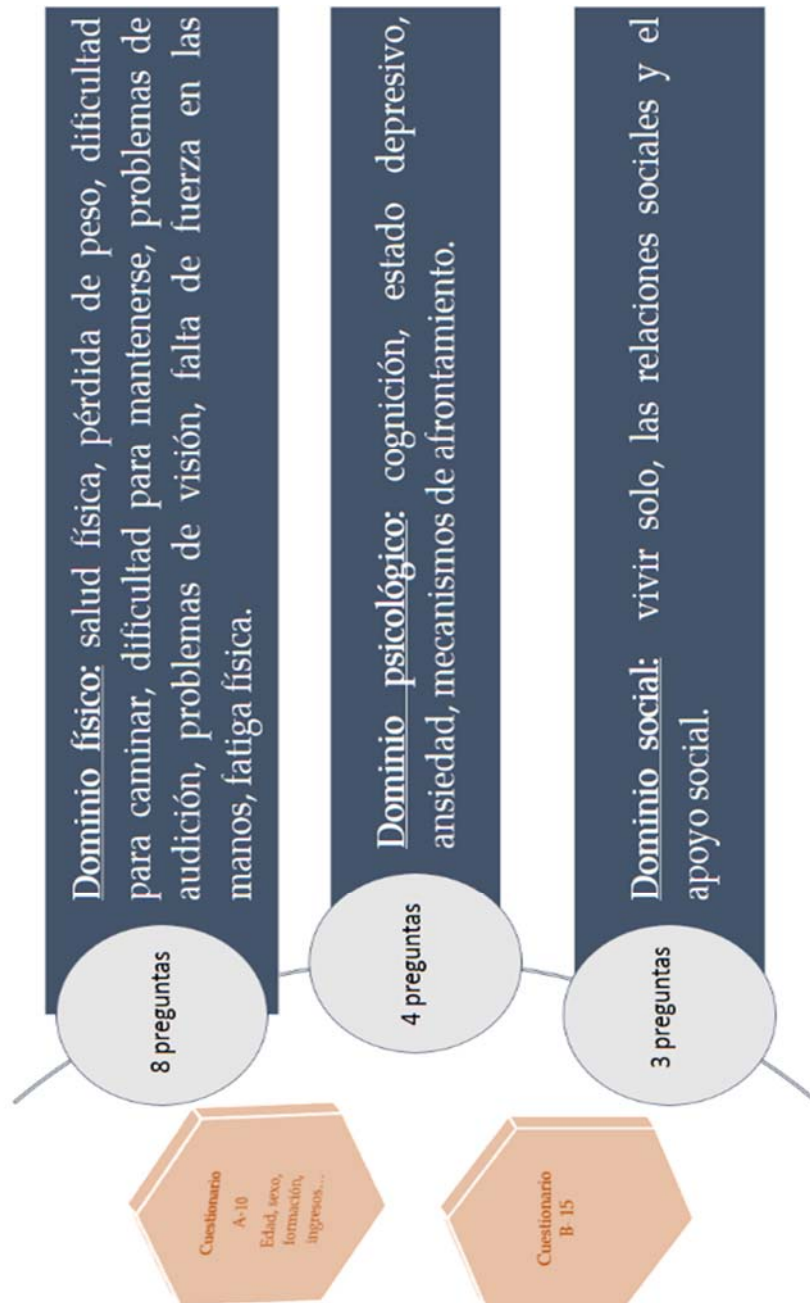 Cuestionario
A-10
Edad, sexo,
formación,
ingresos...
Cuestionario
B- 15
8 preguntas
Dominio físico: salud física, pérdida de peso, dificultad
para caminar, dificultad para mantenerse, problemas de
audición, problemas de visión, falta de fuerza en las
manos, fatiga física.
4 preguntas
Dominio psicológico: cognición, estado depresivo,
ansiedad, mecanismos de afrontamiento.
3 preguntas
Dominio social: vivir solo, las relaciones sociales y el
apoyo social.